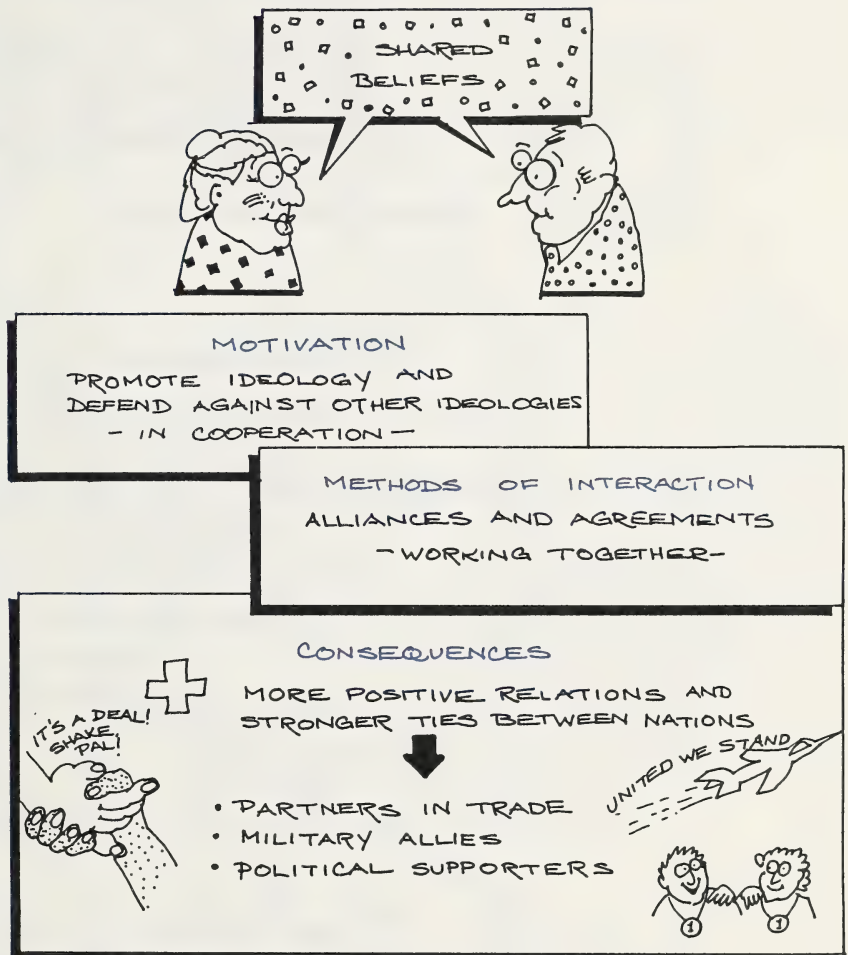 SHARED
BELIEFS
MOTIVATION
PROMOTE IDEOLOGY AND
DEFEND AGAINST OTHER IDEOLOGIES
- IN COOPERATION -
METHODS OF INTERACTION
ALLIANCES AND AGREEMENTS
- WORKING TOGETHER -
CONSEQUENCES
MORE POSITIVE RELATIONS AND
STRONGER TIES BETWEEN NATIONS
IT'S A DEAL!
SHAKE,
PAL!
UNITED WE STAND
• PARTNERS IN TRADE
• MILITARY ALLIES
• POLITICAL SUPPORTERS
1
1